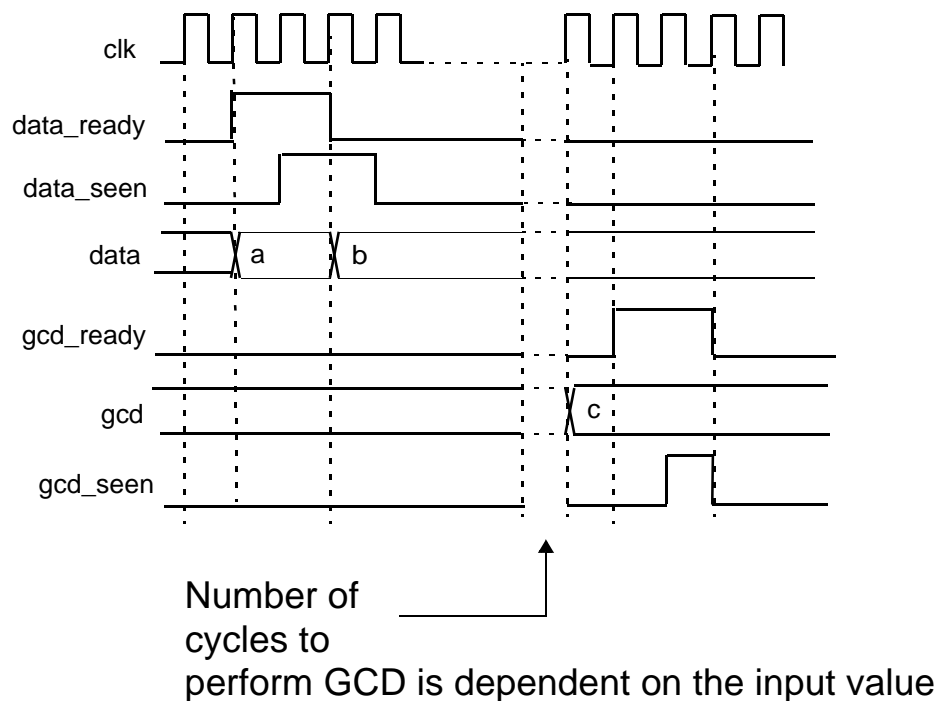 clk
data_ready
data_seen
data
a
b
gcd_ready
gcd
c
gcd_seen
Number of
cycles to
perform GCD is dependent on the input value